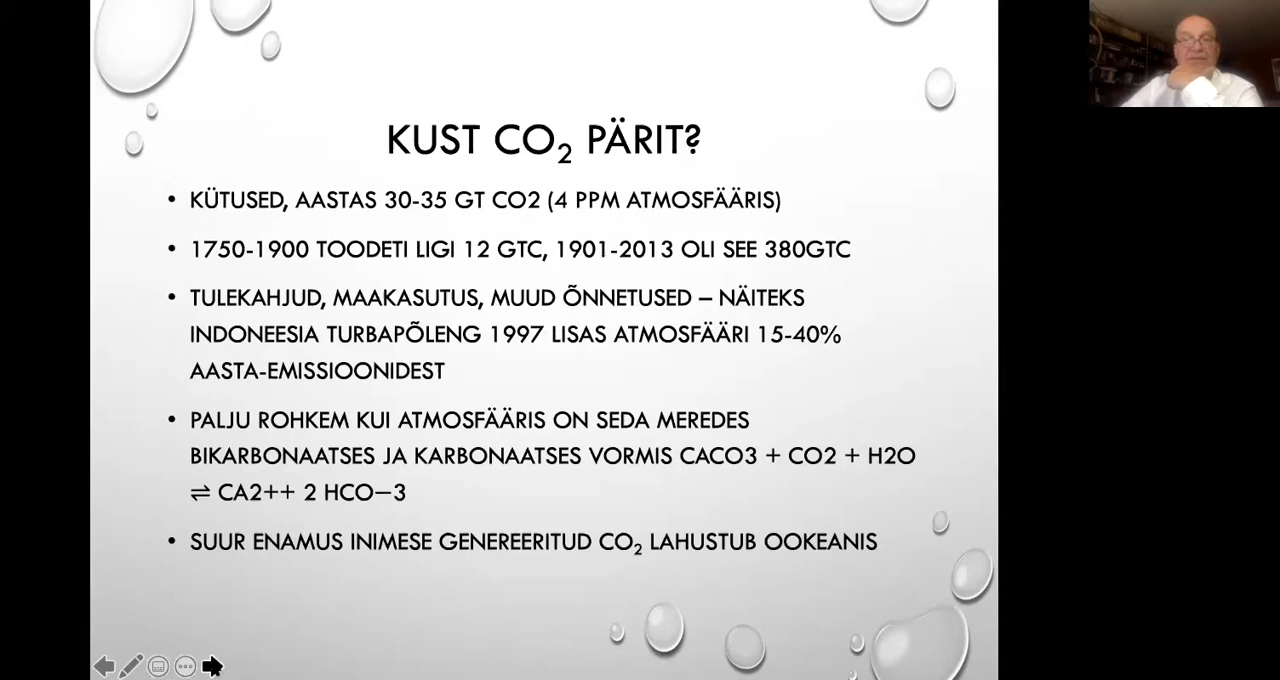 KUST CO₂ PÄRIT?
• KÜTUSED, AASTAS 30-35 GT CO2 (4 PPM ATMOSFÄÄRIS)
• 1750-1900 TOODETI LIGI 12 GTC, 1901-2013 OLI SEE 380GTC
• TULEKAHJUD, MAAKASUTUS, MUUD ÕNNETUSED – NÄITEKS
INDONEESIA TURBAPÕLENG 1997 LISAS ATMOSFÄÄRI 15-40%
AASTA-EMISSIOONIDEST
• PALJU ROHKEM KUI ATMOSFÄÄRIS ON SEDA MEREDES
BIKARBONAATSES JA KARBONAATSES VORMIS CACO3 + CO2 + H2O
⇌ CA2++ 2 HCO−3
• SUUR ENAMUS INIMESE GENEREERITUD CO₂ LAHUSTUB OOKEANIS